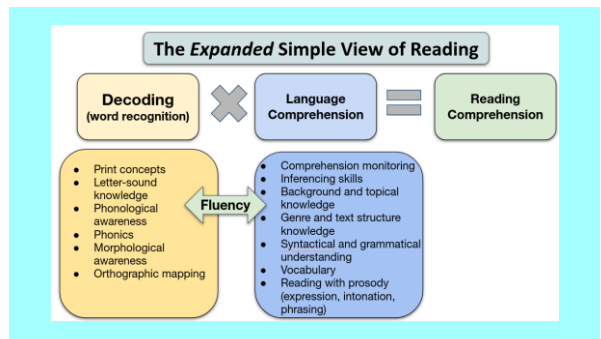 The Expanded Simple View of Reading
Decoding
(word recognition)
Language
Comprehension
Reading
Comprehension
● Print concepts
● Letter-sound
knowledge
● Phonological
awareness
● Phonics
● Morphological
awareness
● Orthographic mapping
Fluency
● Comprehension monitoring
● Inferencing skills
● Background and topical
knowledge
● Genre and text structure
knowledge
● Syntactical and grammatical
understanding
● Vocabulary
● Reading with prosody
(expression, intonation,
phrasing)